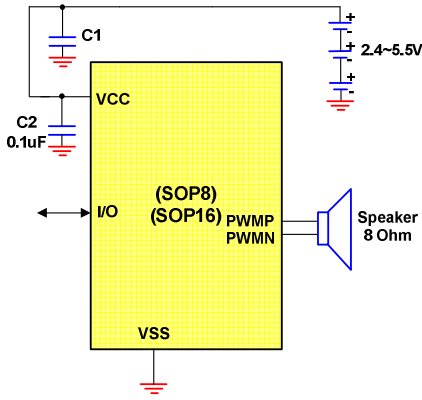 C1
+
-
+
-
+
-
2.4~5.5V
VCC
C2
0.1uF
(SOP8)
(SOP16)
I/O
PWMP
PWMN
Speaker
8 Ohm
VSS